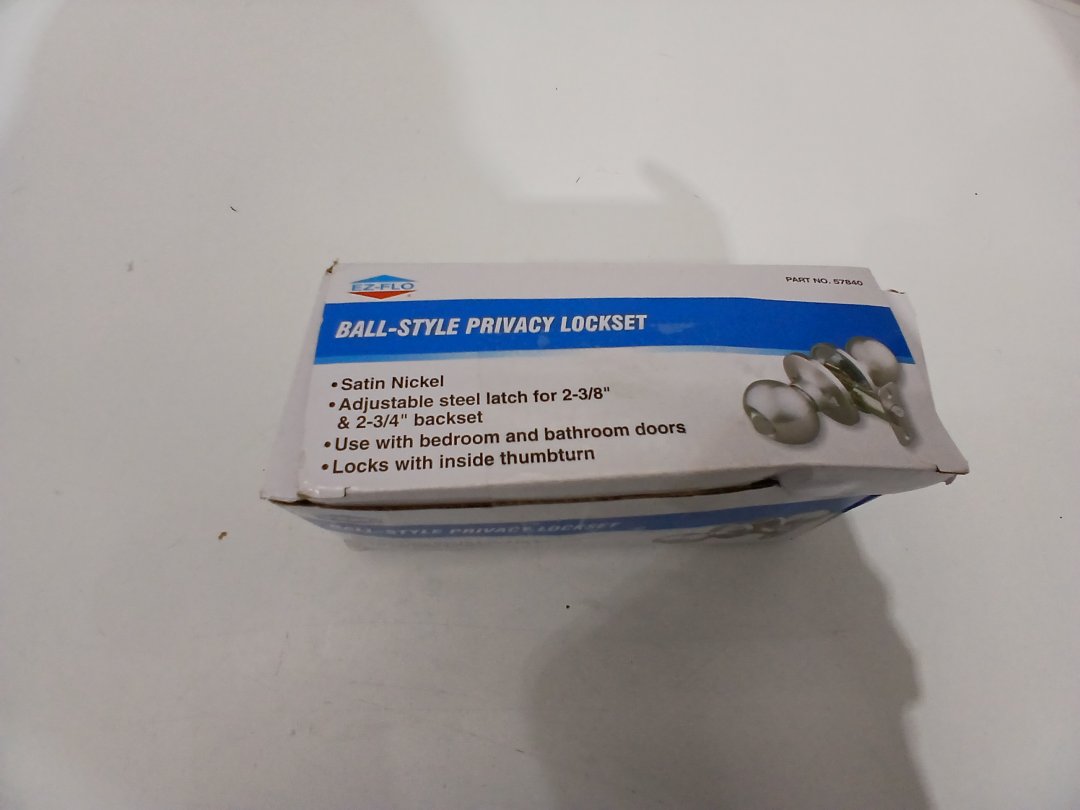 EZ-FLO
PART NO. 57840
BALL-STYLE PRIVACY LOCKSET
• Satin Nickel
• Adjustable steel latch for 2-3/8"
& 2-3/4" backset
• Use with bedroom and bathroom doors
• Locks with inside thumbturn
BALL-STYLE PRIVACY LOCKSET